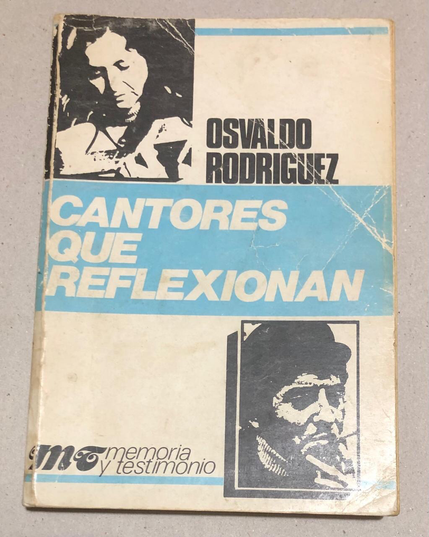 OSVALDO
RODRIGUEZ
CANTORES
QUE
REFLEXIONAN
MT memoria
y testimonio